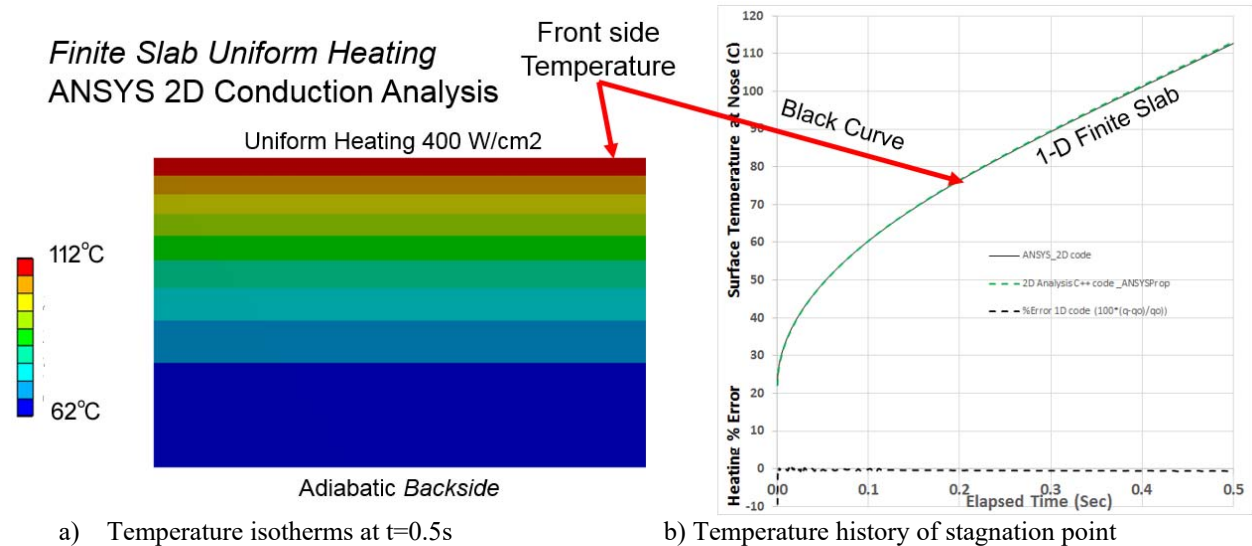 Finite Slab Uniform Heating
ANSYS 2D Conduction Analysis
Front side
Temperature
Uniform Heating 400 W/cm2
112°C
62°C
Adiabatic Backside
Surface Temperature at Nose (C)
Heating % Error
120
110
100
90
80
70
60
50
40
30
20
10
0
-10
Black Curve
1-D Finite Slab
ANSYS_2D code
2D Analysis C++ code_ANSYSProp
%Error 1D code (100*(q-qo)/qo))
0.0
0.1
0.2
0.3
0.4
0.5
Elapsed Time (Sec)
a) Temperature isotherms at t=0.5s
b) Temperature history of stagnation point